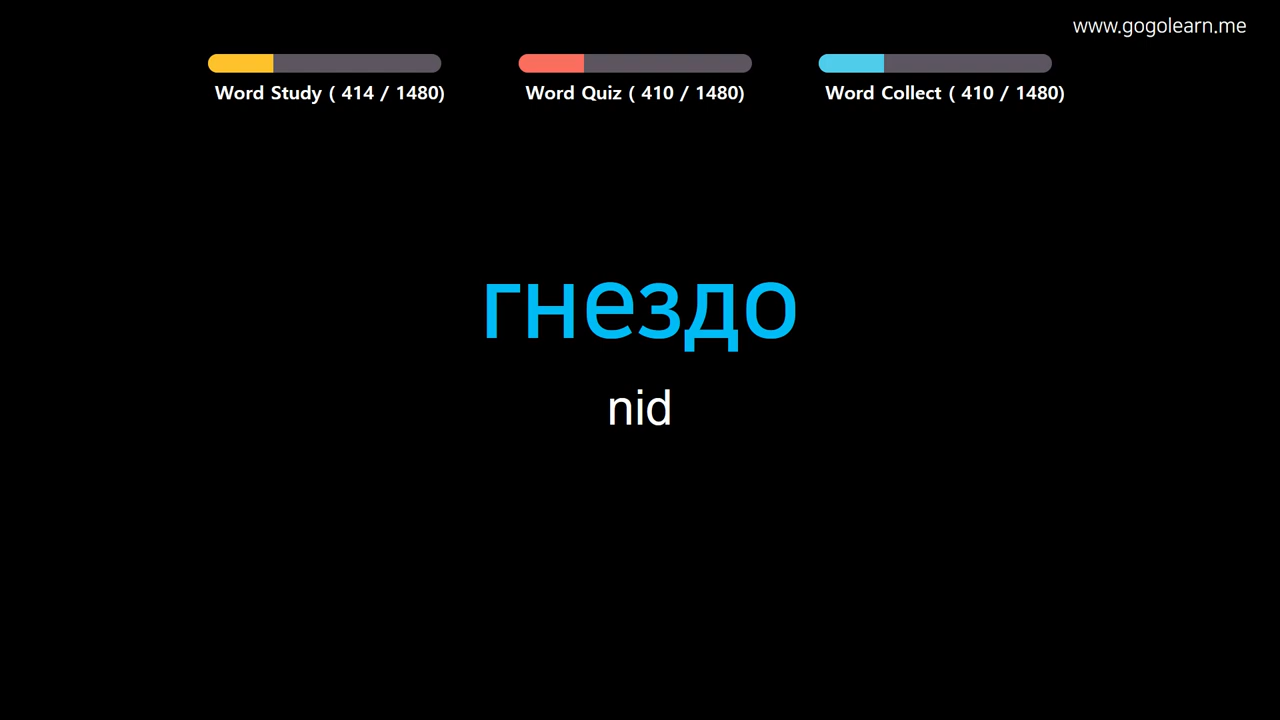 www.gogolearn.me
Word Study ( 414 / 1480)
Word Quiz ( 410 / 1480)
Word Collect ( 410 / 1480)
гнездо
nid